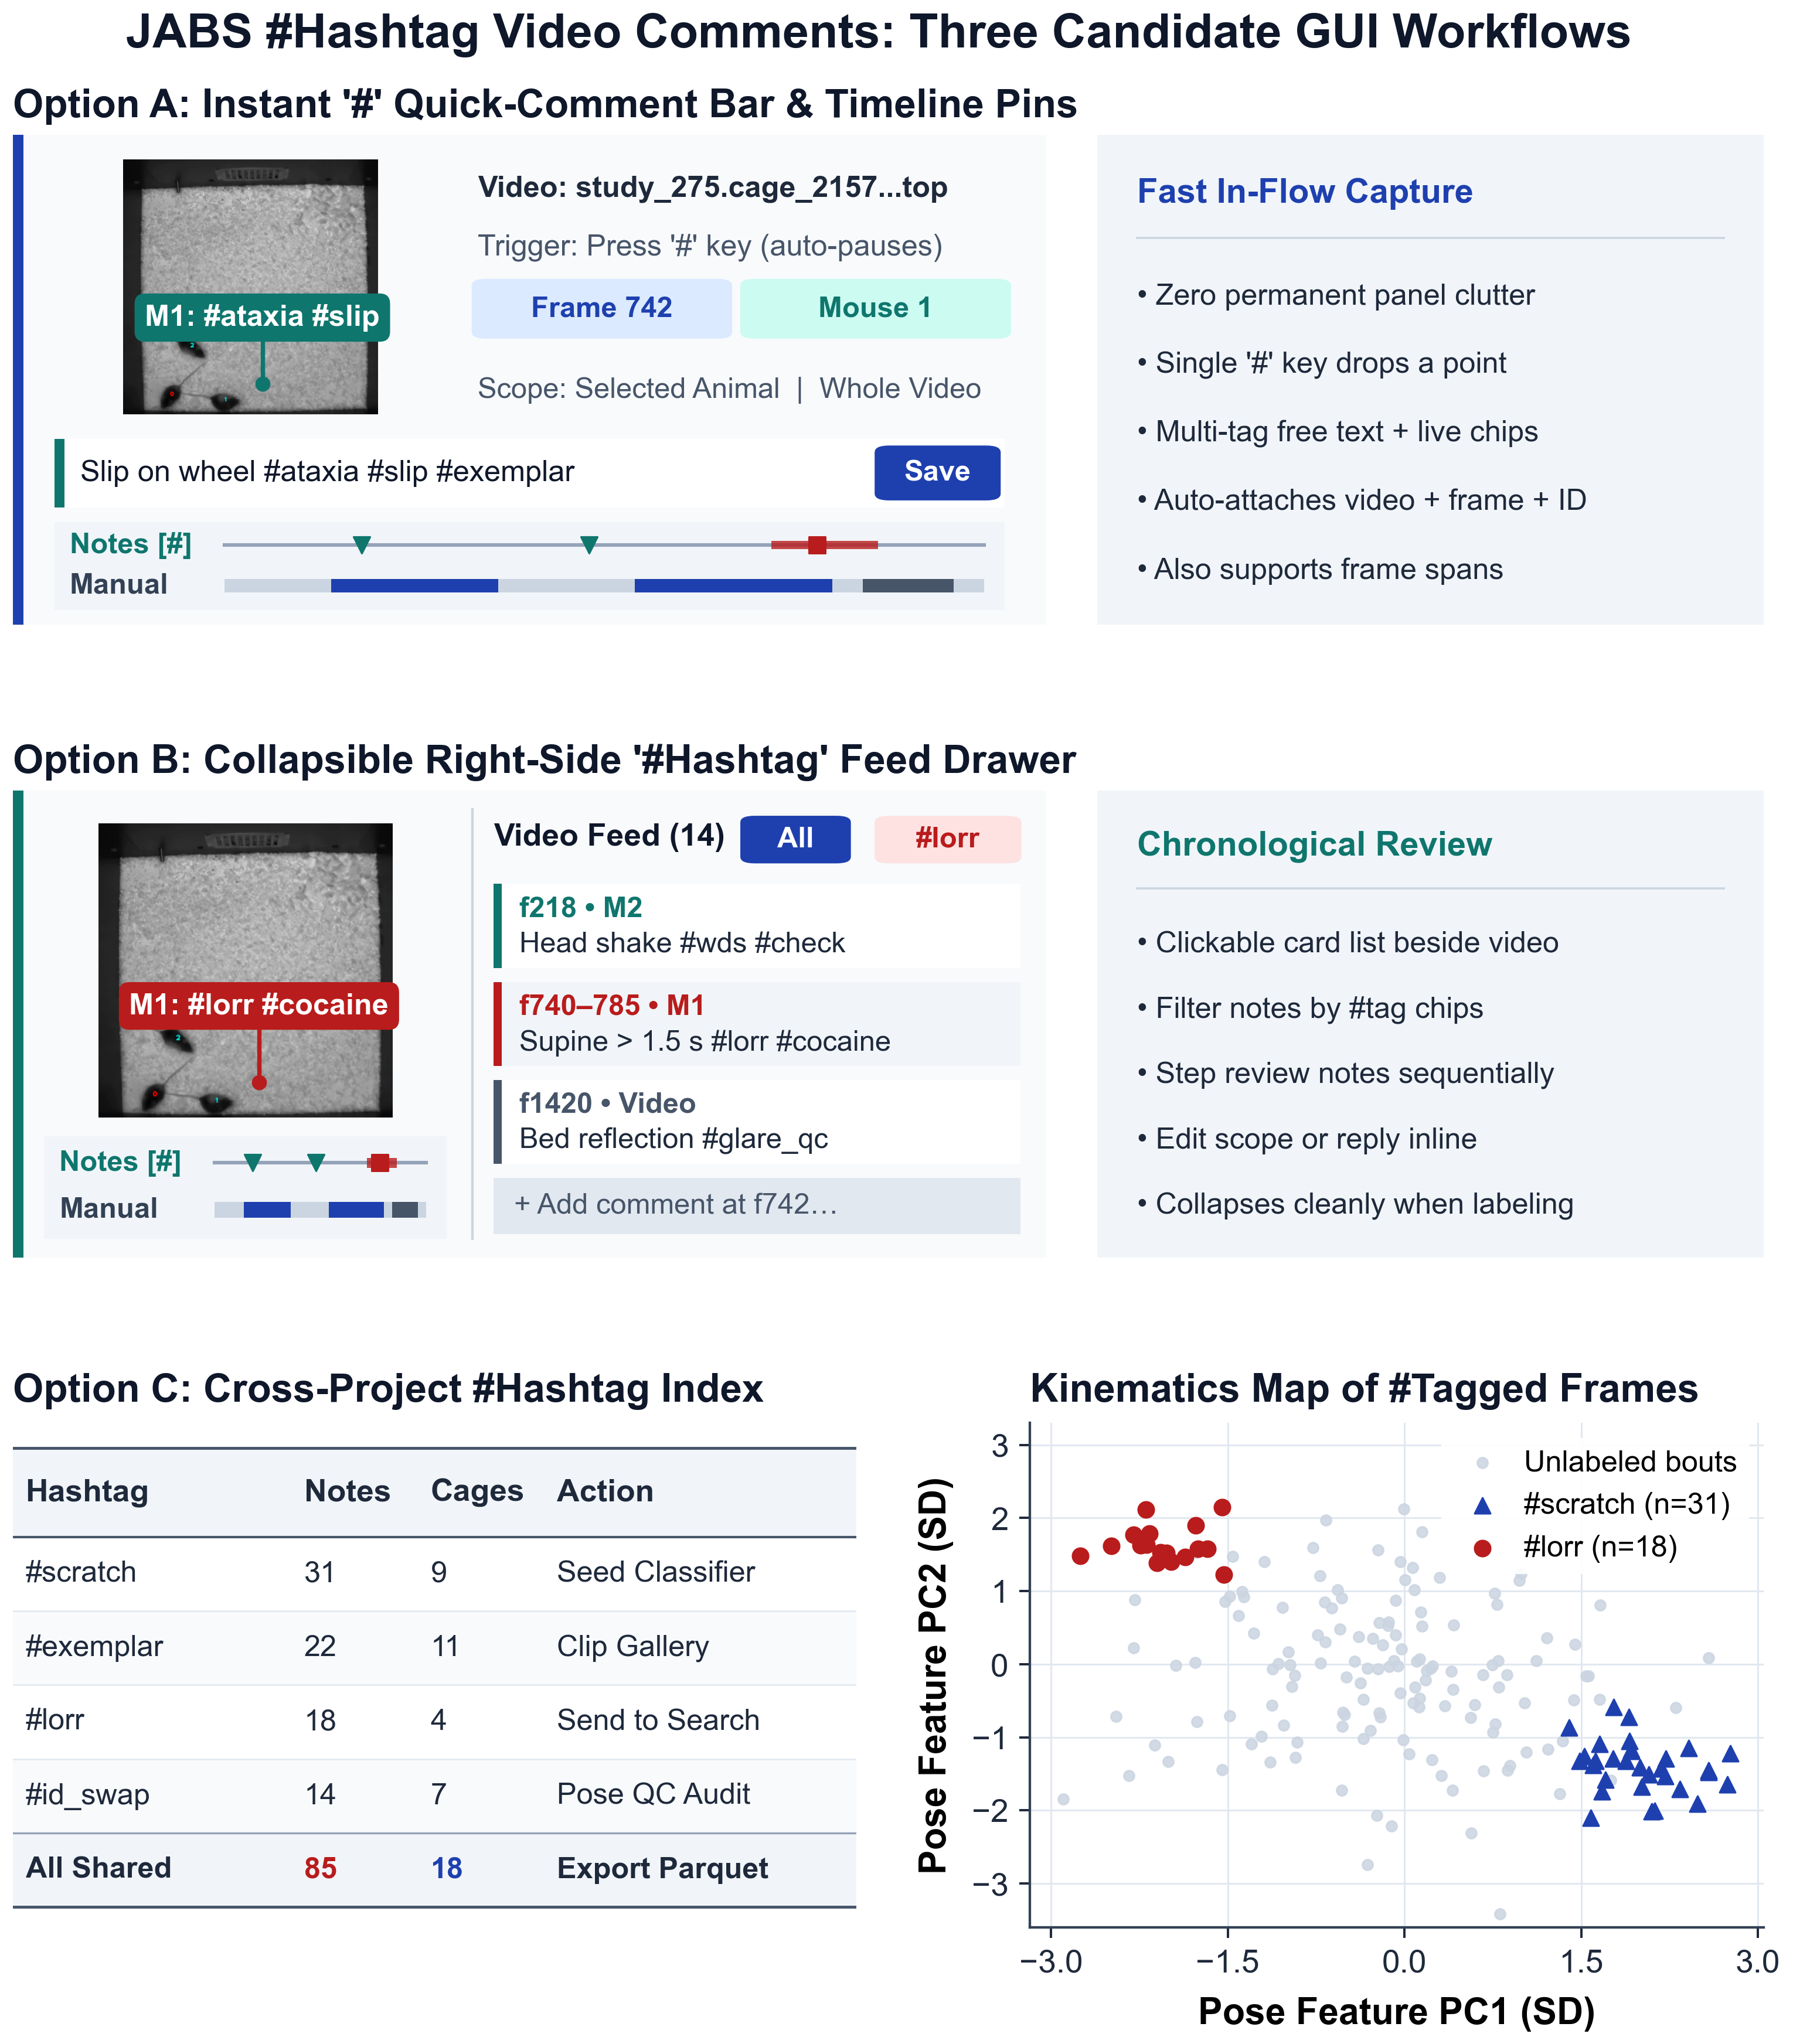 JABS #Hashtag Video Comments: Three Candidate GUI Workflows
Option A: Instant '#' Quick-Comment Bar & Timeline Pins
M1: #ataxia #slip
2
0
1
Video: study_275.cage_2157...top
Trigger: Press '#' key (auto-pauses)
Frame 742
Mouse 1
Scope: Selected Animal | Whole Video
Slip on wheel #ataxia #slip #exemplar
Save
Notes [#]
Manual
Fast In-Flow Capture
• Zero permanent panel clutter
• Single '#' key drops a point
• Multi-tag free text + live chips
• Auto-attaches video + frame + ID
• Also supports frame spans
Option B: Collapsible Right-Side '#Hashtag' Feed Drawer
M1: #lorr #cocaine
2
0
1
Notes [#]
Manual
Video Feed (14)
All
#lorr
f218 • M2
Head shake #wds #check
f740–785 • M1
Supine > 1.5 s #lorr #cocaine
f1420 • Video
Bed reflection #glare_qc
+ Add comment at f742…
Chronological Review
• Clickable card list beside video
• Filter notes by #tag chips
• Step review notes sequentially
• Edit scope or reply inline
• Collapses cleanly when labeling
Option C: Cross-Project #Hashtag Index
Hashtag Notes Cages Action
#scratch 31 9 Seed Classifier
#exemplar 22 11 Clip Gallery
#lorr 18 4 Send to Search
#id_swap 14 7 Pose QC Audit
All Shared 85 18 Export Parquet
Kinematics Map of #Tagged Frames
Unlabeled bouts
#scratch (n=31)
#lorr (n=18)
Pose Feature PC2 (SD)
3
2
1
0
−1
−2
−3
−3.0 −1.5 0.0 1.5 3.0
Pose Feature PC1 (SD)